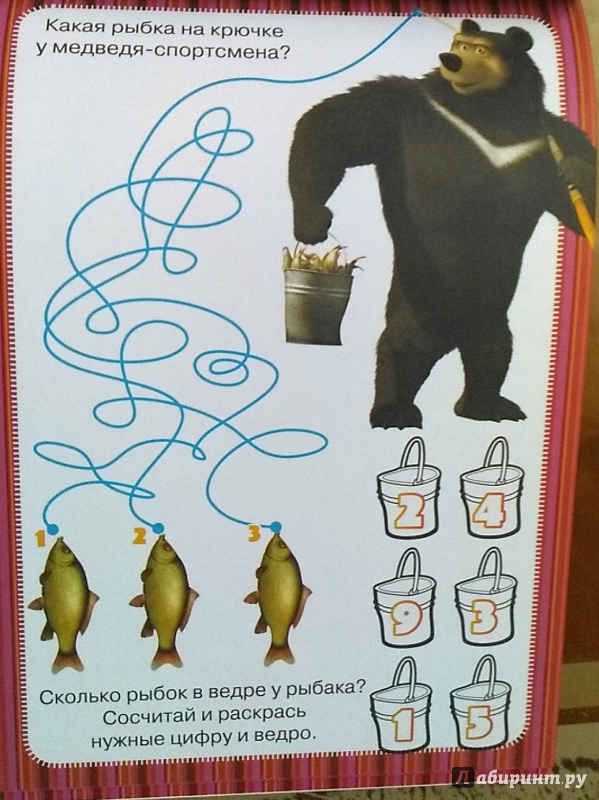 Какая рыбка на крючке
у медведя-спортсмена?
1 2 3
2 4
9 3
1 5
Сколько рыбок в ведре у рыбака?
Сосчитай и раскрась
нужные цифру и ведро.
Лабиринт.ру